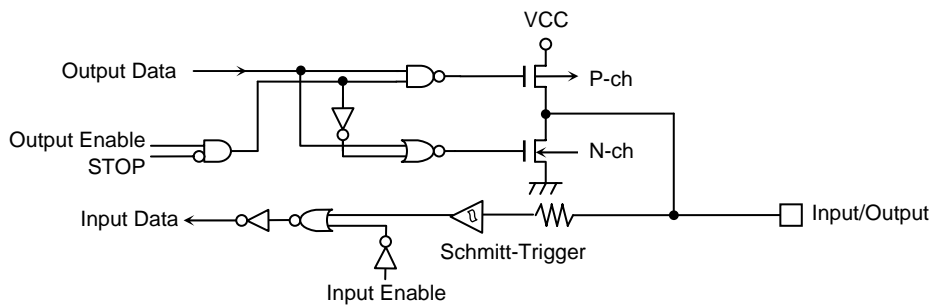 VCC
Output Data
P-ch
Output Enable
STOP
N-ch
Input Data
Input/Output
Schmitt-Trigger
Input Enable